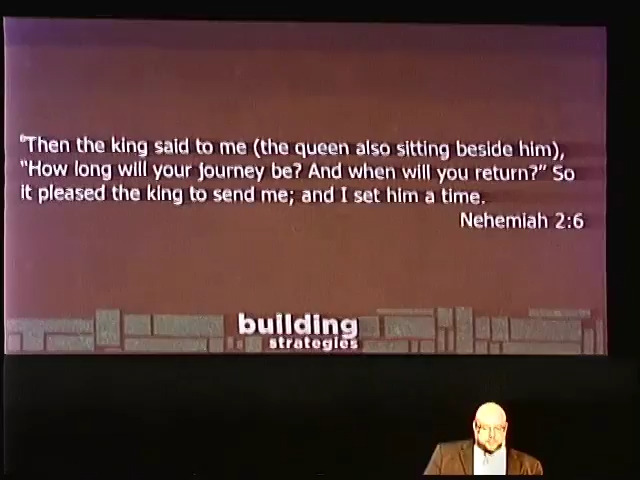 ⁶Then the king said to me (the queen also sitting beside him),
"How long will your journey be? And when will you return?" So
it pleased the king to send me; and I set him a time.
Nehemiah 2:6
building
strategies